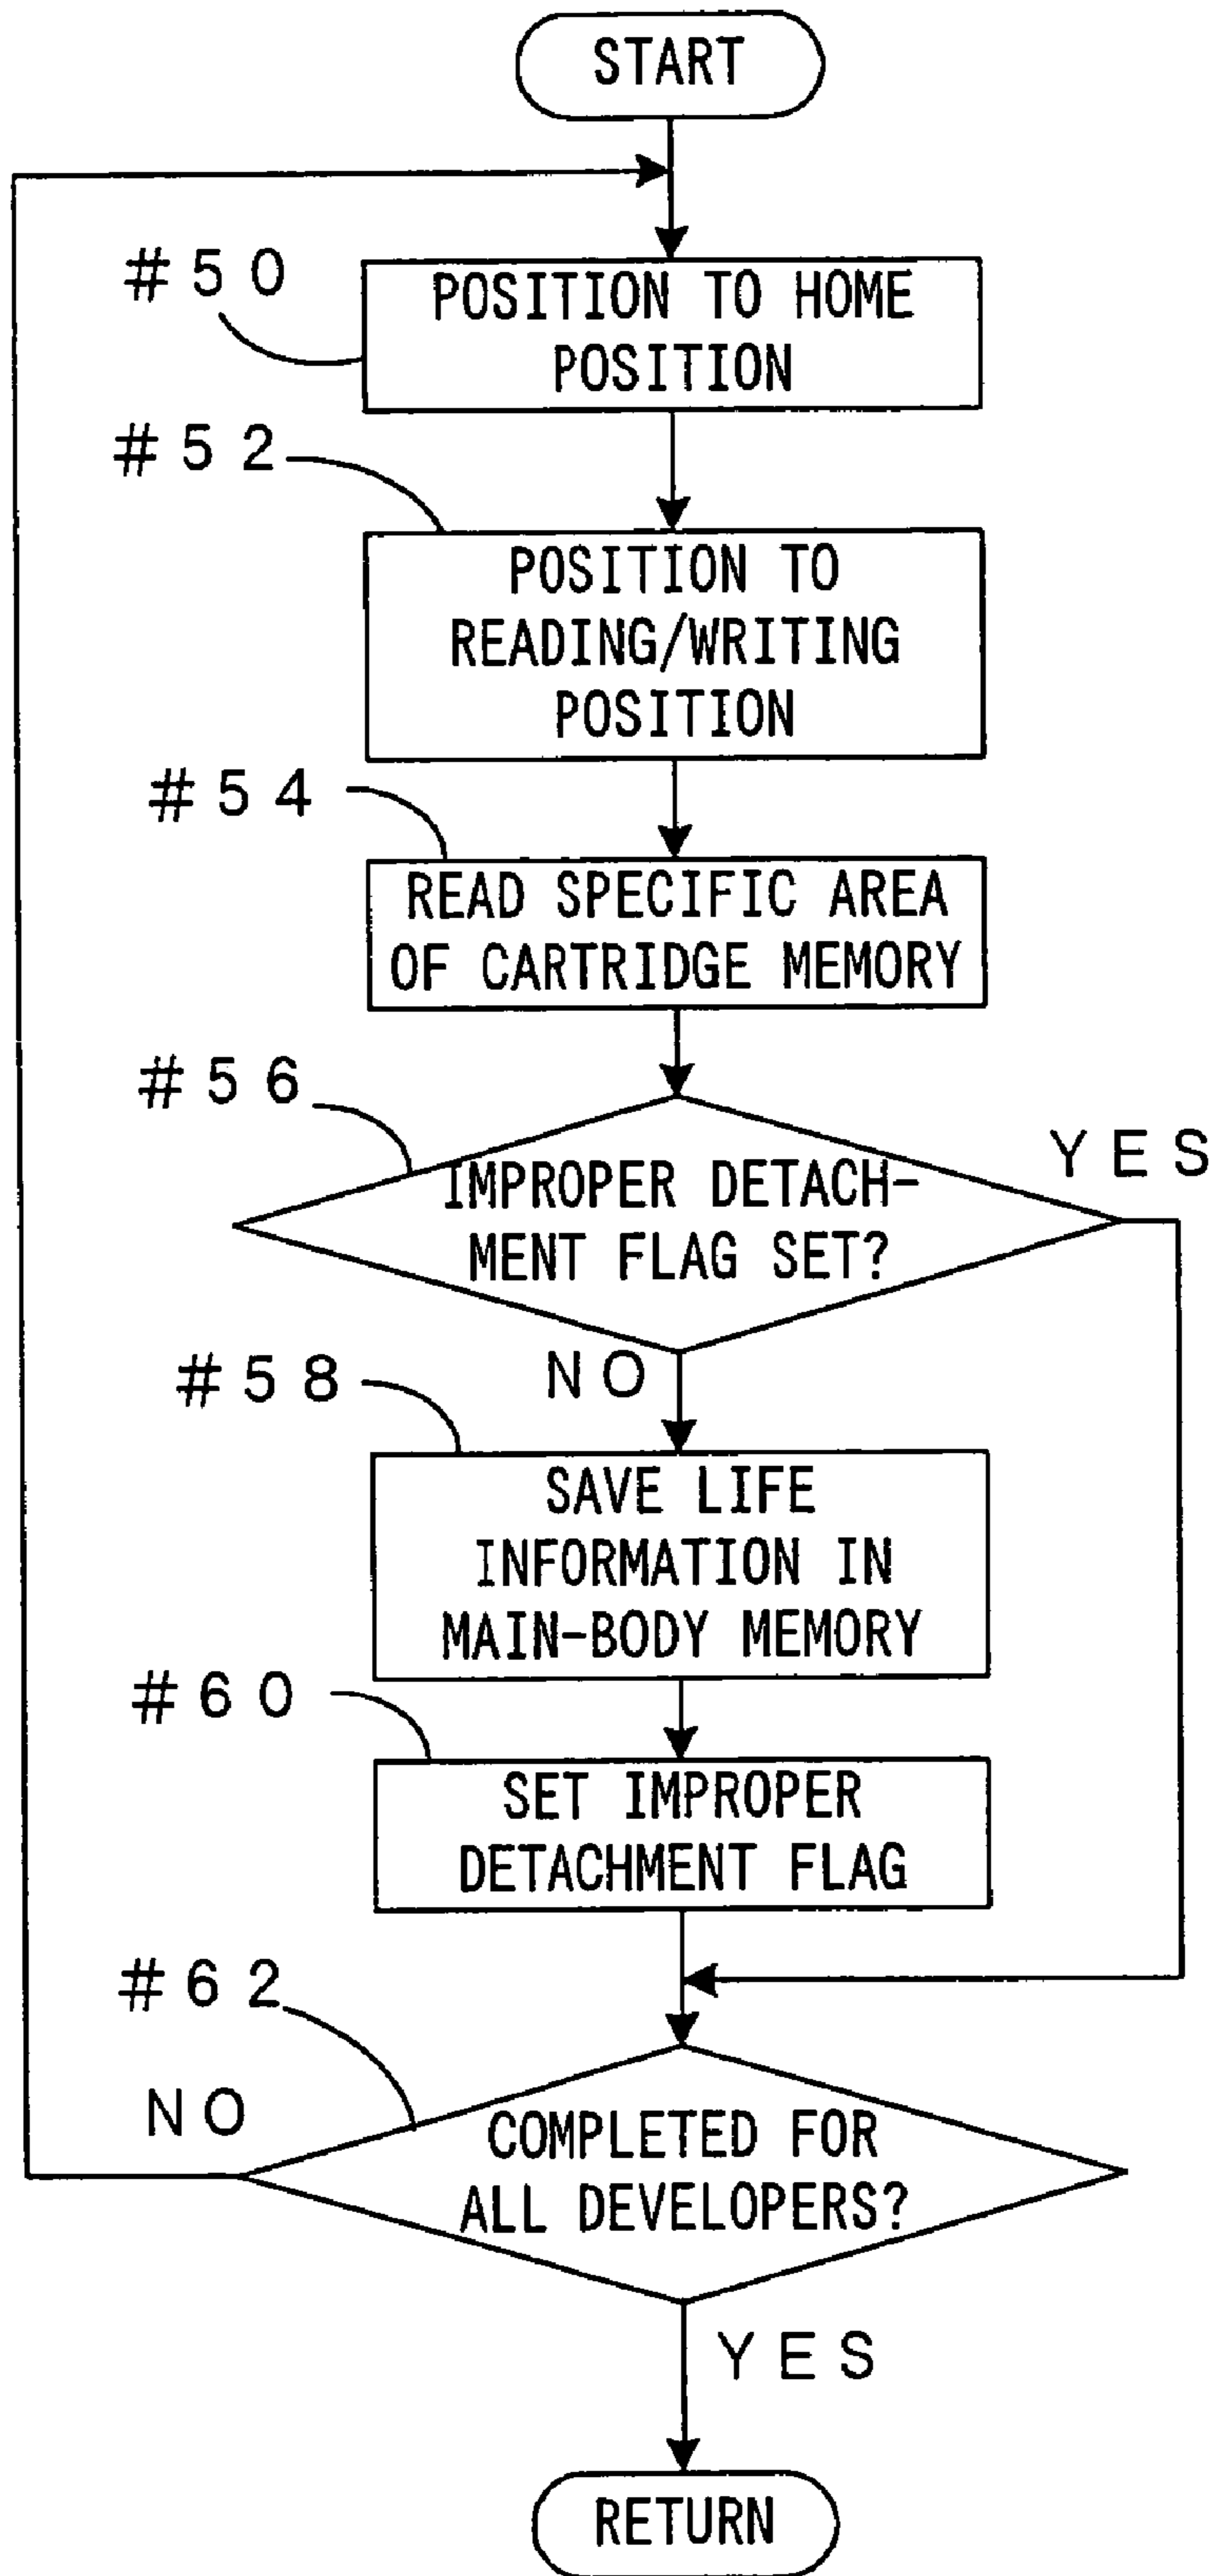 START
#50
POSITION TO HOME
POSITION
#52
POSITION TO
READING/WRITING
POSITION
#54
READ SPECIFIC AREA
OF CARTRIDGE MEMORY
#56
YES
IMPROPER DETACH-
MENT FLAG SET?
NO
#58
SAVE LIFE
INFORMATION IN
MAIN-BODY MEMORY
#60
SET IMPROPER
DETACHMENT FLAG
#62
NO
COMPLETED FOR
ALL DEVELOPERS?
YES
RETURN